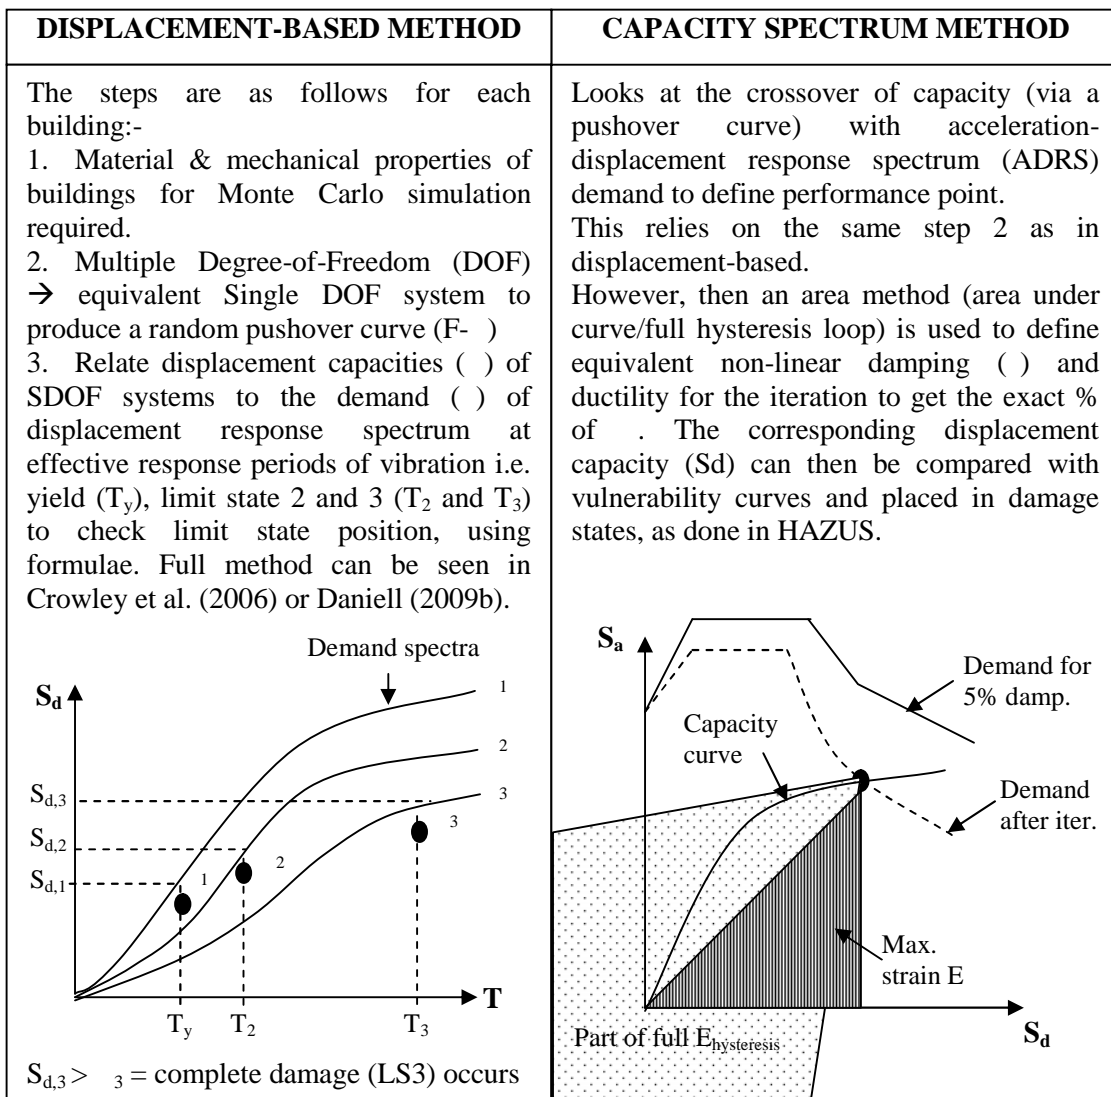 DISPLACEMENT-BASED METHOD
The steps are as follows for each
building:-
1. Material & mechanical properties of
buildings for Monte Carlo simulation
required.
2. Multiple Degree-of-Freedom (DOF)
→ equivalent Single DOF system to
produce a random pushover curve (F- )
3. Relate displacement capacities ( ) of
SDOF systems to the demand ( ) of
displacement response spectrum at
effective response periods of vibration i.e.
yield (Ty), limit state 2 and 3 (T2 and T3)
to check limit state position, using
formulae. Full method can be seen in
Crowley et al. (2006) or Daniell (2009b).
Demand spectra
Sd
1
2
3
Sd,3
Sd,2
Sd,1
1
2
3
T
Ty
T2
T3
Sd,3 > 3 = complete damage (LS3) occurs
CAPACITY SPECTRUM METHOD
Looks at the crossover of capacity (via a
pushover curve) with acceleration-
displacement response spectrum (ADRS)
demand to define performance point.
This relies on the same step 2 as in
displacement-based.
However, then an area method (area under
curve/full hysteresis loop) is used to define
equivalent non-linear damping ( ) and
ductility for the iteration to get the exact %
of . The corresponding displacement
capacity (Sd) can then be compared with
vulnerability curves and placed in damage
states, as done in HAZUS.
Sa
Demand for
5% damp.
Capacity
curve
Demand
after iter.
Max.
strain E
Part of full Ehysteresis
Sd